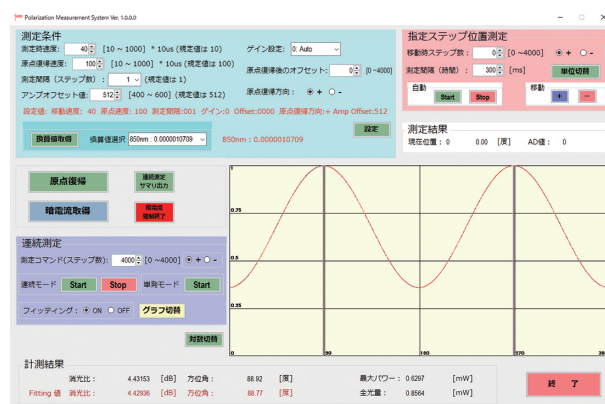 Polarization Measurement System Ver. 1.0.0.0
測定条件
測定時速度: 40 [10 ~ 1000] * 10us (規定値は 10)
原点復帰速度: 100 [10 ~ 1000] * 10us (規定値は 100)
測定間隔 (ステップ数) : 1 (規定値は 1)
アンプオフセット値: 512 [400 ~ 600] (規定値は 512)
ゲイン設定: 0: Auto
原点復帰後のオフセット: 0 [0 ~4000]
原点復帰方向: + -
設定値: 移動速度: 40 原点速度: 100 測定間隔:001 ゲイン:0 Offset:0000 原点復帰方向:+ Amp Offset:512
換算値取得 換算値選択 850nm : 0.0000010709 850nm : 0.0000010709
設定
指定ステップ位置測定
移動時ステップ数: 0 [0 ~4000] + -
測定間隔 (時間) : 300 [ms] 単位切替
自動 Start Stop
移動 + -
測定結果
現在位置: 0 0.00 [度] AD値: 0
原点復帰
連続測定
サマリ出力
暗電流取得
暗電流
強制終了
連続測定
測定コマンド(ステップ数): 4000 [0 ~4000] + -
連続モード Start Stop 単発モード Start
フィッティング: ON OFF グラフ切替
対数切替
1
0.75
0.5
0.25
0 90 180 270 360
計測結果
消光比: 4.43153 [dB] 方位角: 88.92 [度] 最大パワー: 0.6297 [mW]
Fitting 値 消光比: 4.42936 [dB] 方位角: 88.77 [度] 全光量: 0.8564 [mW]
終 了